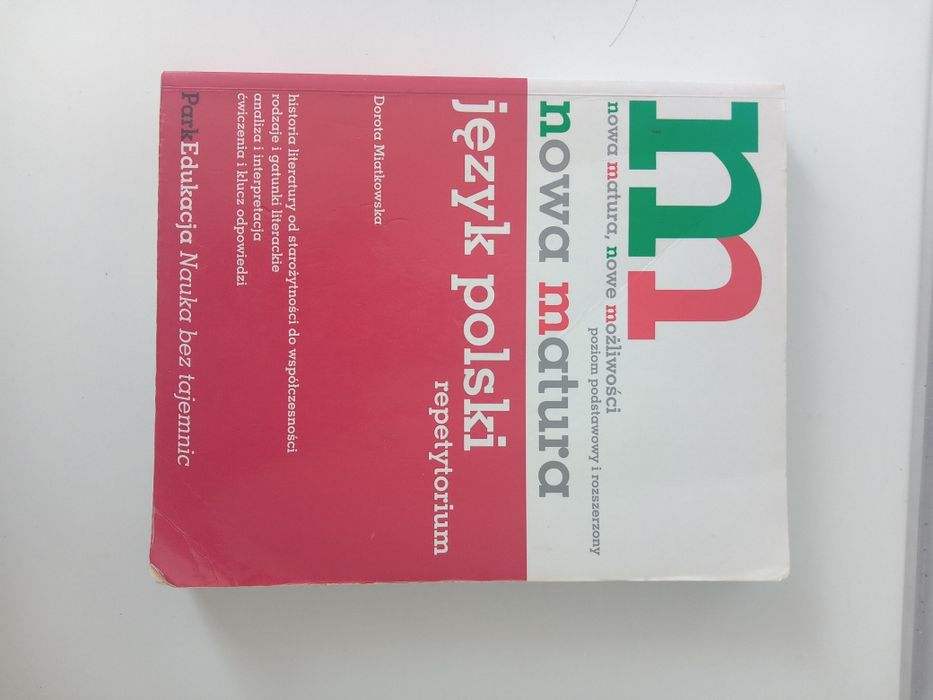 nowa matura, nowe możliwości
poziom podstawowy i rozszerzony
nowa matura
język polski
repetytorium
Dorota Miatkowska
historia literatury od starożytności do współczesności
rodzaje i gatunki literackie
analiza i interpretacja
ćwiczenia i klucz odpowiedzi
ParkEdukacja Nauka bez tajemnic